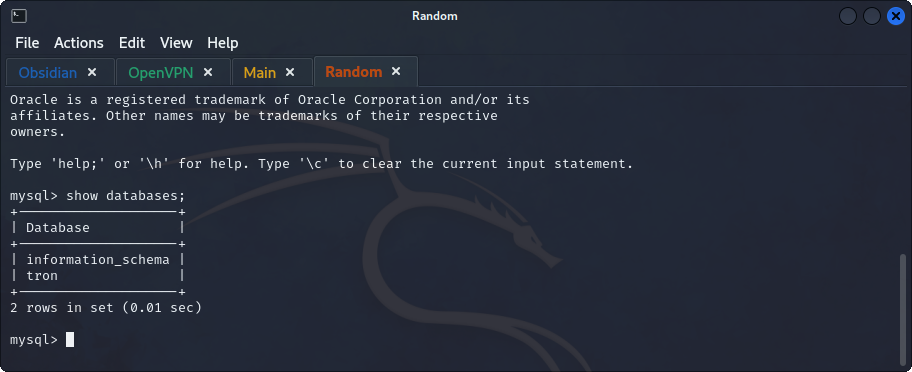 Random
File Actions Edit View Help
Obsidian × OpenVPN × Main × Random ×
Oracle is a registered trademark of Oracle Corporation and/or its
affiliates. Other names may be trademarks of their respective
owners.
Type 'help;' or '\h' for help. Type '\c' to clear the current input statement.
mysql> show databases;
+--------------------+
| Database           |
+--------------------+
| information_schema |
| tron               |
+--------------------+
2 rows in set (0.01 sec)
mysql>